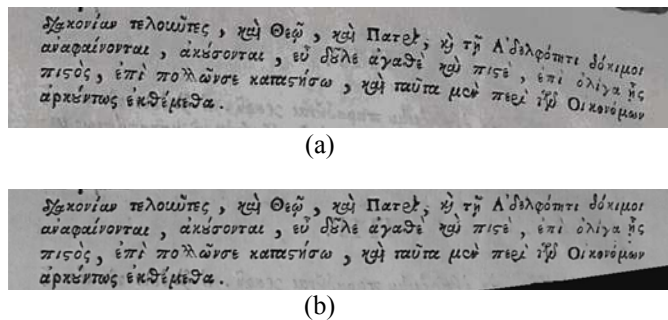 διακονίαν τελοῦντες, καὶ Θεῷ, καὶ Πατρὶ, κỳ τῇ Ἀδελφότητι δόκιμοι
ἀναφαίνονται, ἀκούσονται, εὖ δοῦλε ἀγαθὲ καὶ πιστὲ, ἐπὶ ὀλίγα ἦς
πιστὸς, ἐπὶ πολλῶν σε καταστήσω, καὶ ταῦτα μὲν περὶ τῶν Οἰκονόμων
ἀρκούντως ἐκθέμεθα.
(a)
διακονίαν τελοῦντες, καὶ Θεῷ, καὶ Πατρὶ, καὶ τῇ Ἀδελφότητι δόκιμοι
ἀναφαίνονται, ἀκούσονται, εὖ δοῦλε ἀγαθὲ καὶ πιστὲ, ἐπὶ ὀλίγα ἦς
πιστὸς, ἐπὶ πολλῶν σε καταστήσω, καὶ ταῦτα μὲν περὶ τῶν Οἰκονόμων
ἀρκούντως ἐκθέμεθα.
(b)